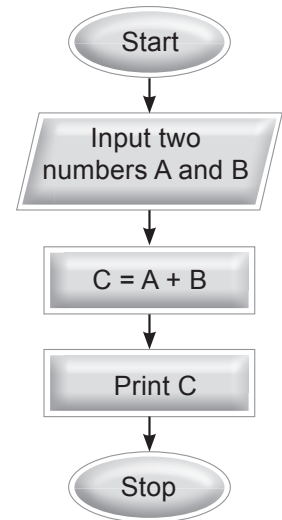 Start
Input two
numbers A and B
C = A + B
Print C
Stop